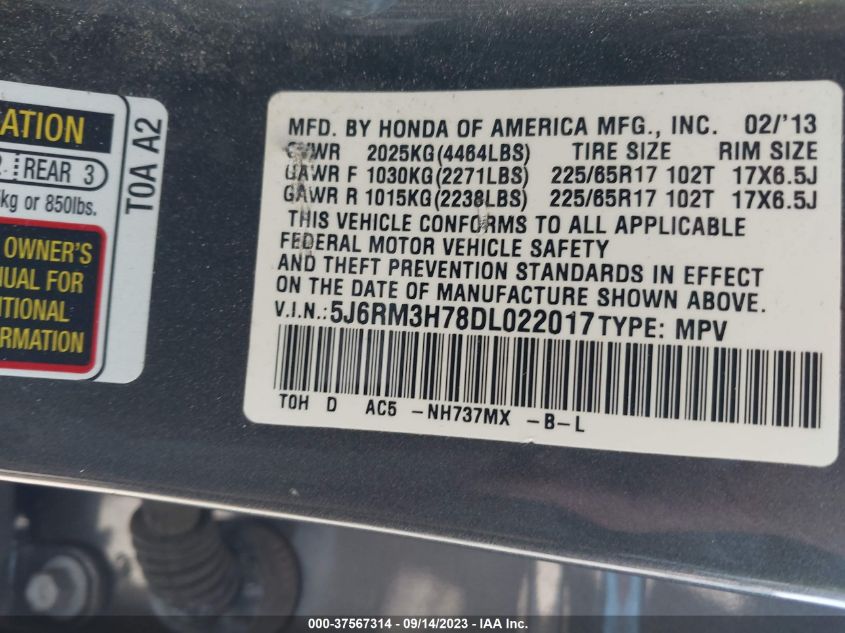 ATION
2 REAR 3
kg or 850lbs.
OWNER'S
NUAL FOR
ITIONAL
ORMATION
T0A A2
MFD. BY HONDA OF AMERICA MFG., INC. 02/'13
GVWR 2025KG(4464LBS) TIRE SIZE RIM SIZE
GAWR F 1030KG(2271LBS) 225/65R17 102T 17X6.5J
GAWR R 1015KG(2238LBS) 225/65R17 102T 17X6.5J
THIS VEHICLE CONFORMS TO ALL APPLICABLE
FEDERAL MOTOR VEHICLE SAFETY
AND THEFT PREVENTION STANDARDS IN EFFECT
ON THE DATE OF MANUFACTURE SHOWN ABOVE.
V.I.N.: 5J6RM3H78DL022017 TYPE: MPV
T0H D AC5 -NH737MX -B-L
000-37567314 / 09/14/2023 - IAA Inc.